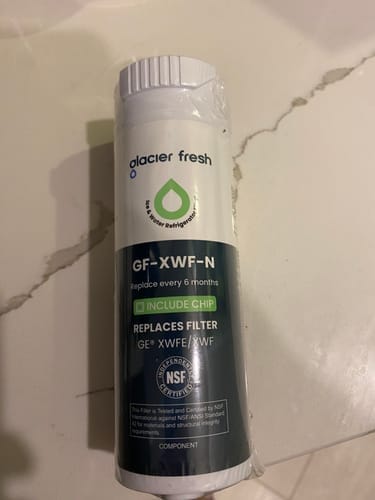 glacier fresh
Ice & Water Refrigerator
GF-XWF-N
Replace every 6 months
INCLUDE CHIP
REPLACES FILTER
GE® XWFE/XWF
INDEPENDENTLY
NSF
CERTIFIED
This Filter is Tested and Certified by NSF
International against NSF/ANSI Standard
42 for materials and structural integrity
requirements.
COMPONENT